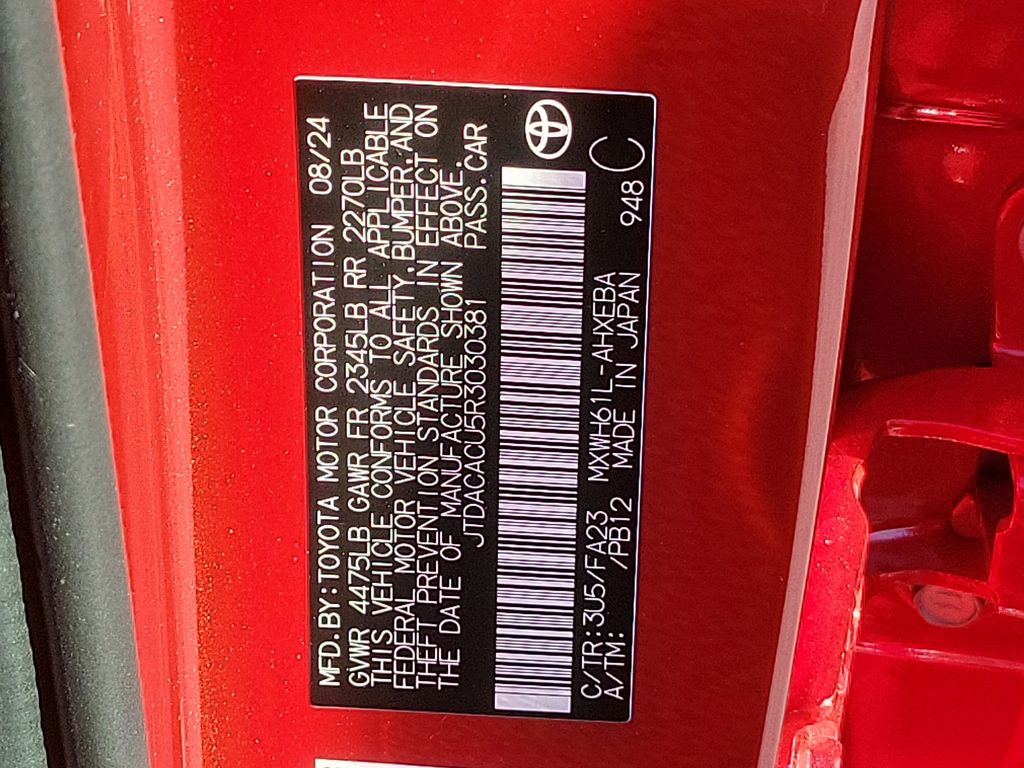 MFD.BY:TOYOTA MOTOR CORPORATION 08/24
GVWR 4475LB GAWR FR 2345LB RR 2270LB
THIS VEHICLE CONFORMS TO ALL APPLICABLE
FEDERAL MOTOR VEHICLE SAFETY,BUMPER,AND
THEFT PREVENTION STANDARDS IN EFFECT ON
THE DATE OF MANUFACTURE SHOWN ABOVE.
JTDACACU5R3030381 PASS.CAR
C/TR:3U5/FA23 MXWH61L-AHXEBA
A/TM: /PB12 MADE IN JAPAN 948 C